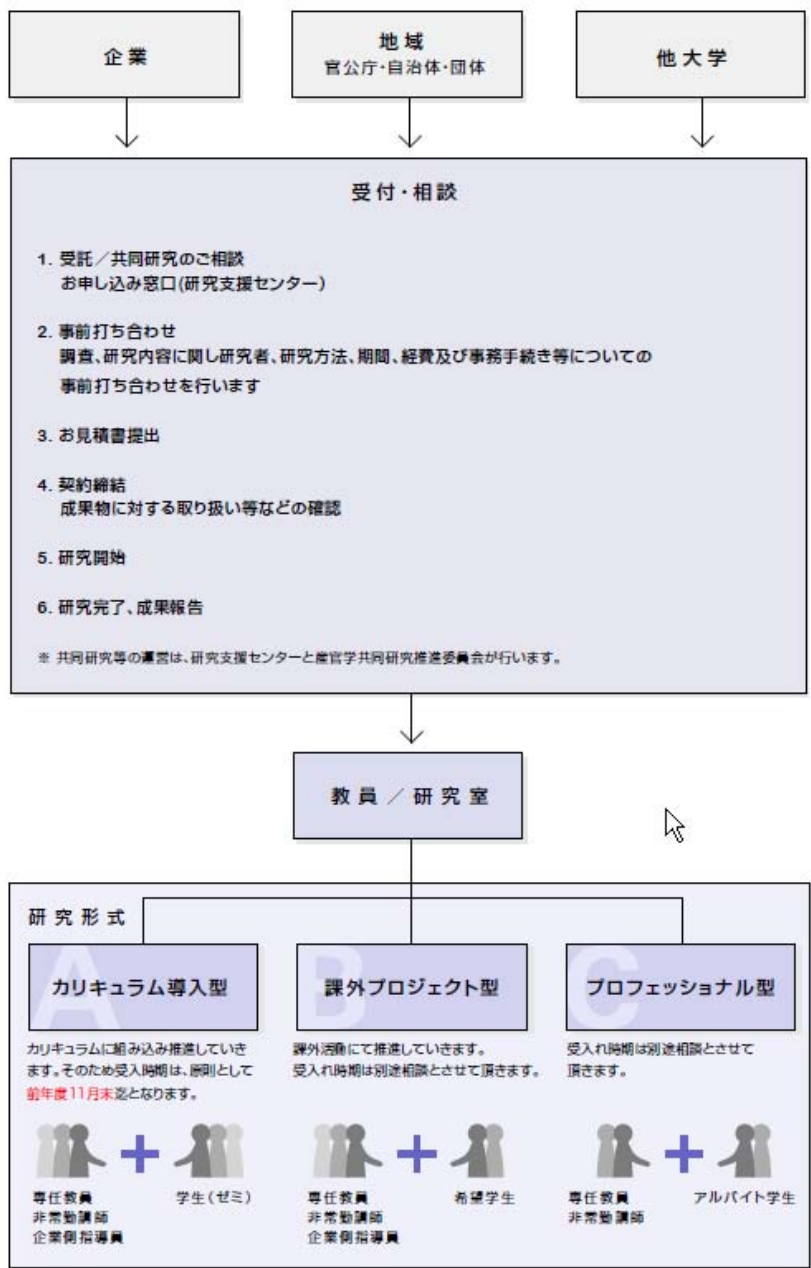 企業
地域
官公庁・自治体・団体
他大学
受付・相談
1. 受託／共同研究のご相談
お申し込み窓口(研究支援センター)
2. 事前打ち合わせ
調査、研究内容に関し研究者、研究方法、期間、経費及び事務手続き等についての
事前打ち合わせを行います
3. お見積書提出
4. 契約締結
成果物に対する取り扱い等などの確認
5. 研究開始
6. 研究完了、成果報告
※ 共同研究等の運営は、研究支援センターと産官学共同研究推進委員会が行います。
教員／研究室
研究形式
A
カリキュラム導入型
カリキュラムに組み込み推進していき
ます。そのため受入時期は、原則として
前年度11月末迄となります。
専任教員
非常勤講師
企業側指導員
学生(ゼミ)
B
課外プロジェクト型
課外活動にて推進していきます。
受入れ時期は別途相談とさせて頂きます。
専任教員
非常勤講師
企業側指導員
希望学生
C
プロフェッショナル型
受入れ時期は別途相談とさせて
頂きます。
専任教員
非常勤講師
アルバイト学生